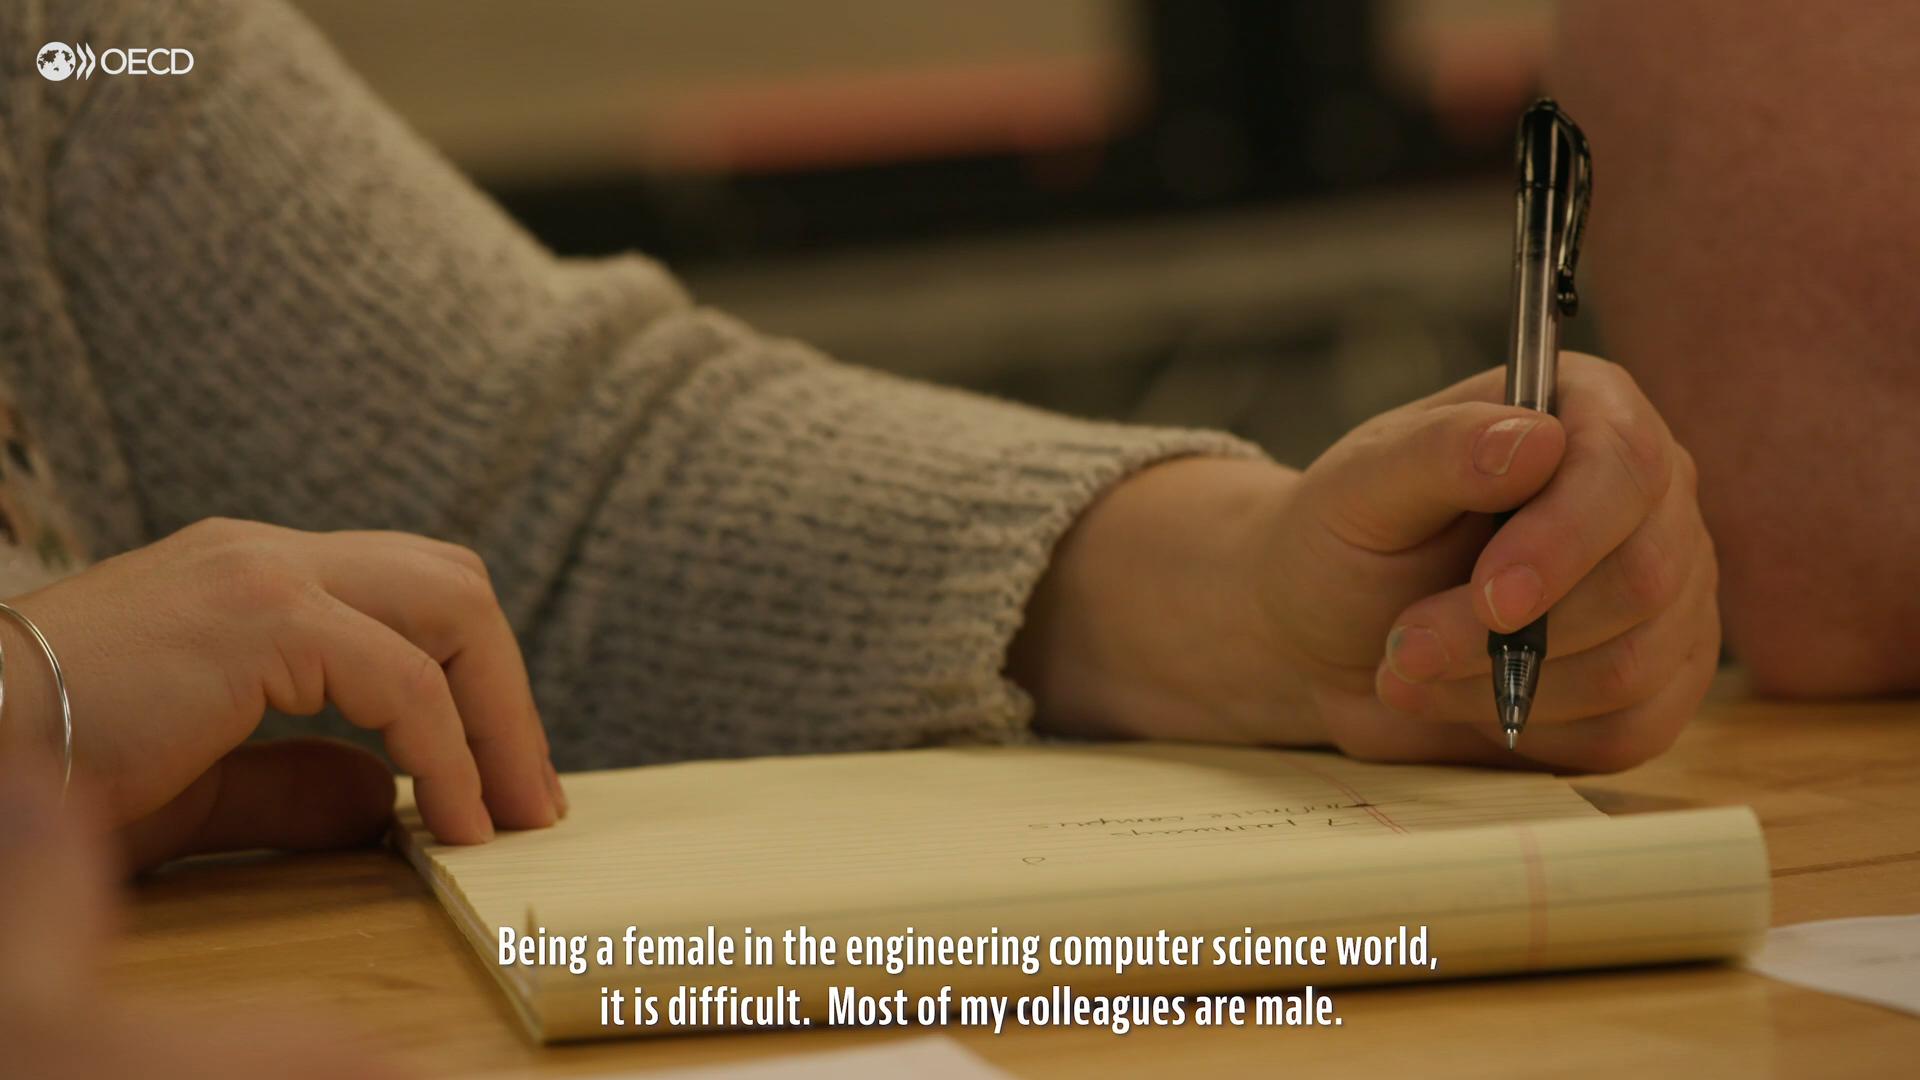 OECD
Being a female in the engineering computer science world,
it is difficult. Most of my colleagues are male.